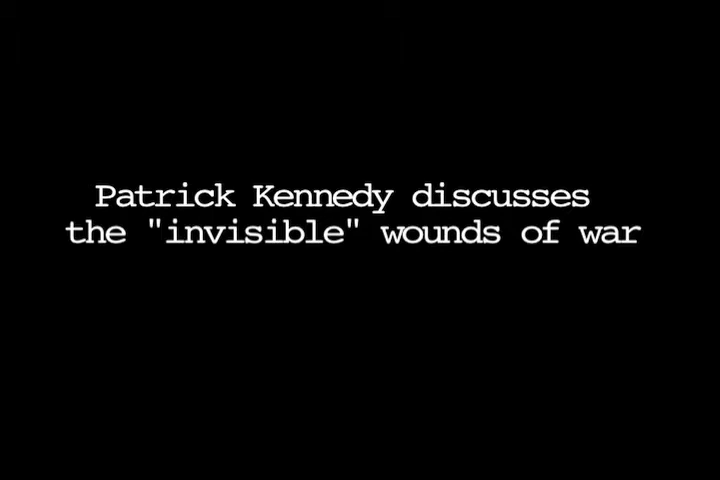 Patrick Kennedy discusses
the "invisible" wounds of war